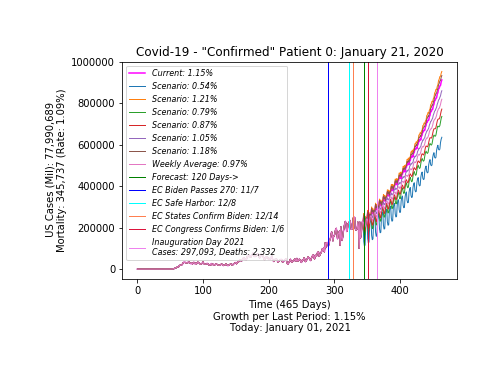 Covid-19 - "Confirmed" Patient 0: January 21, 2020
US Cases (Mil): 77,990,689
Mortality: 345,737 (Rate: 1.09%)
1000000
800000
600000
400000
200000
0
Current: 1.15%
Scenario: 0.54%
Scenario: 1.21%
Scenario: 0.79%
Scenario: 0.87%
Scenario: 1.05%
Scenario: 1.18%
Weekly Average: 0.97%
Forecast: 120 Days->
EC Biden Passes 270: 11/7
EC Safe Harbor: 12/8
EC States Confirm Biden: 12/14
EC Congress Confirms Biden: 1/6
Inauguration Day 2021
Cases: 297,093, Deaths: 2,332
0 100 200 300 400
Time (465 Days)
Growth per Last Period: 1.15%
Today: January 01, 2021